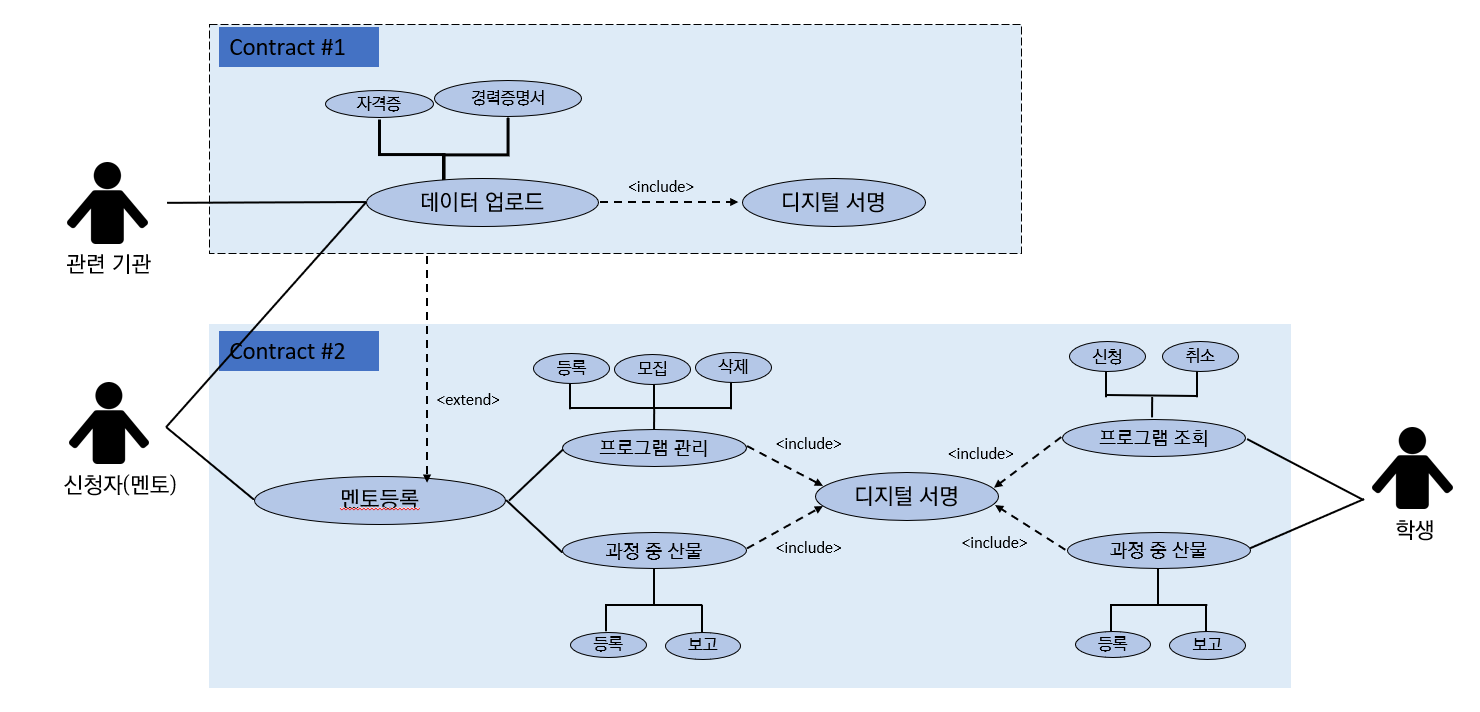 Contract #1
자격증
경력증명서
데이터 업로드
<include>
디지털 서명
관련 기관
Contract #2
<extend>
신청자(멘토)
멘토등록
등록
모집
삭제
프로그램 관리
<include>
디지털 서명
과정 중 산물
<include>
등록
보고
신청
취소
프로그램 조회
<include>
과정 중 산물
<include>
등록
보고
학생